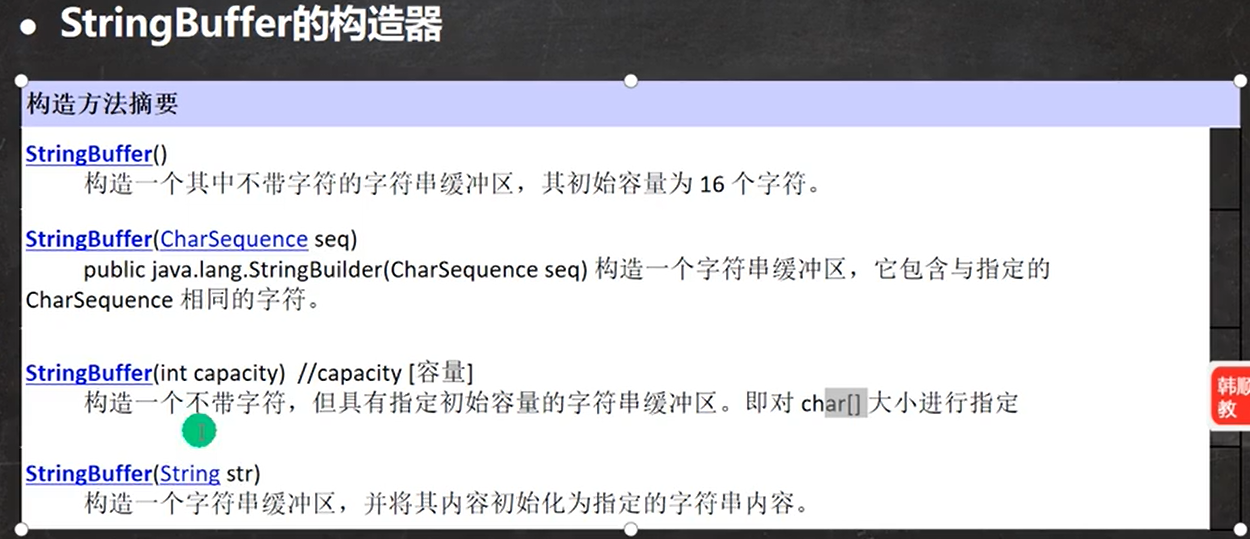 • StringBuffer的构造器
构造方法摘要
StringBuffer()
构造一个其中不带字符的字符串缓冲区，其初始容量为 16 个字符。
StringBuffer(CharSequence seq)
public java.lang.StringBuilder(CharSequence seq) 构造一个字符串缓冲区，它包含与指定的
CharSequence 相同的字符。
StringBuffer(int capacity) //capacity [容量]
构造一个不带字符，但具有指定初始容量的字符串缓冲区。即对 char[] 大小进行指定
韩顺
教
StringBuffer(String str)
构造一个字符串缓冲区，并将其内容初始化为指定的字符串内容。